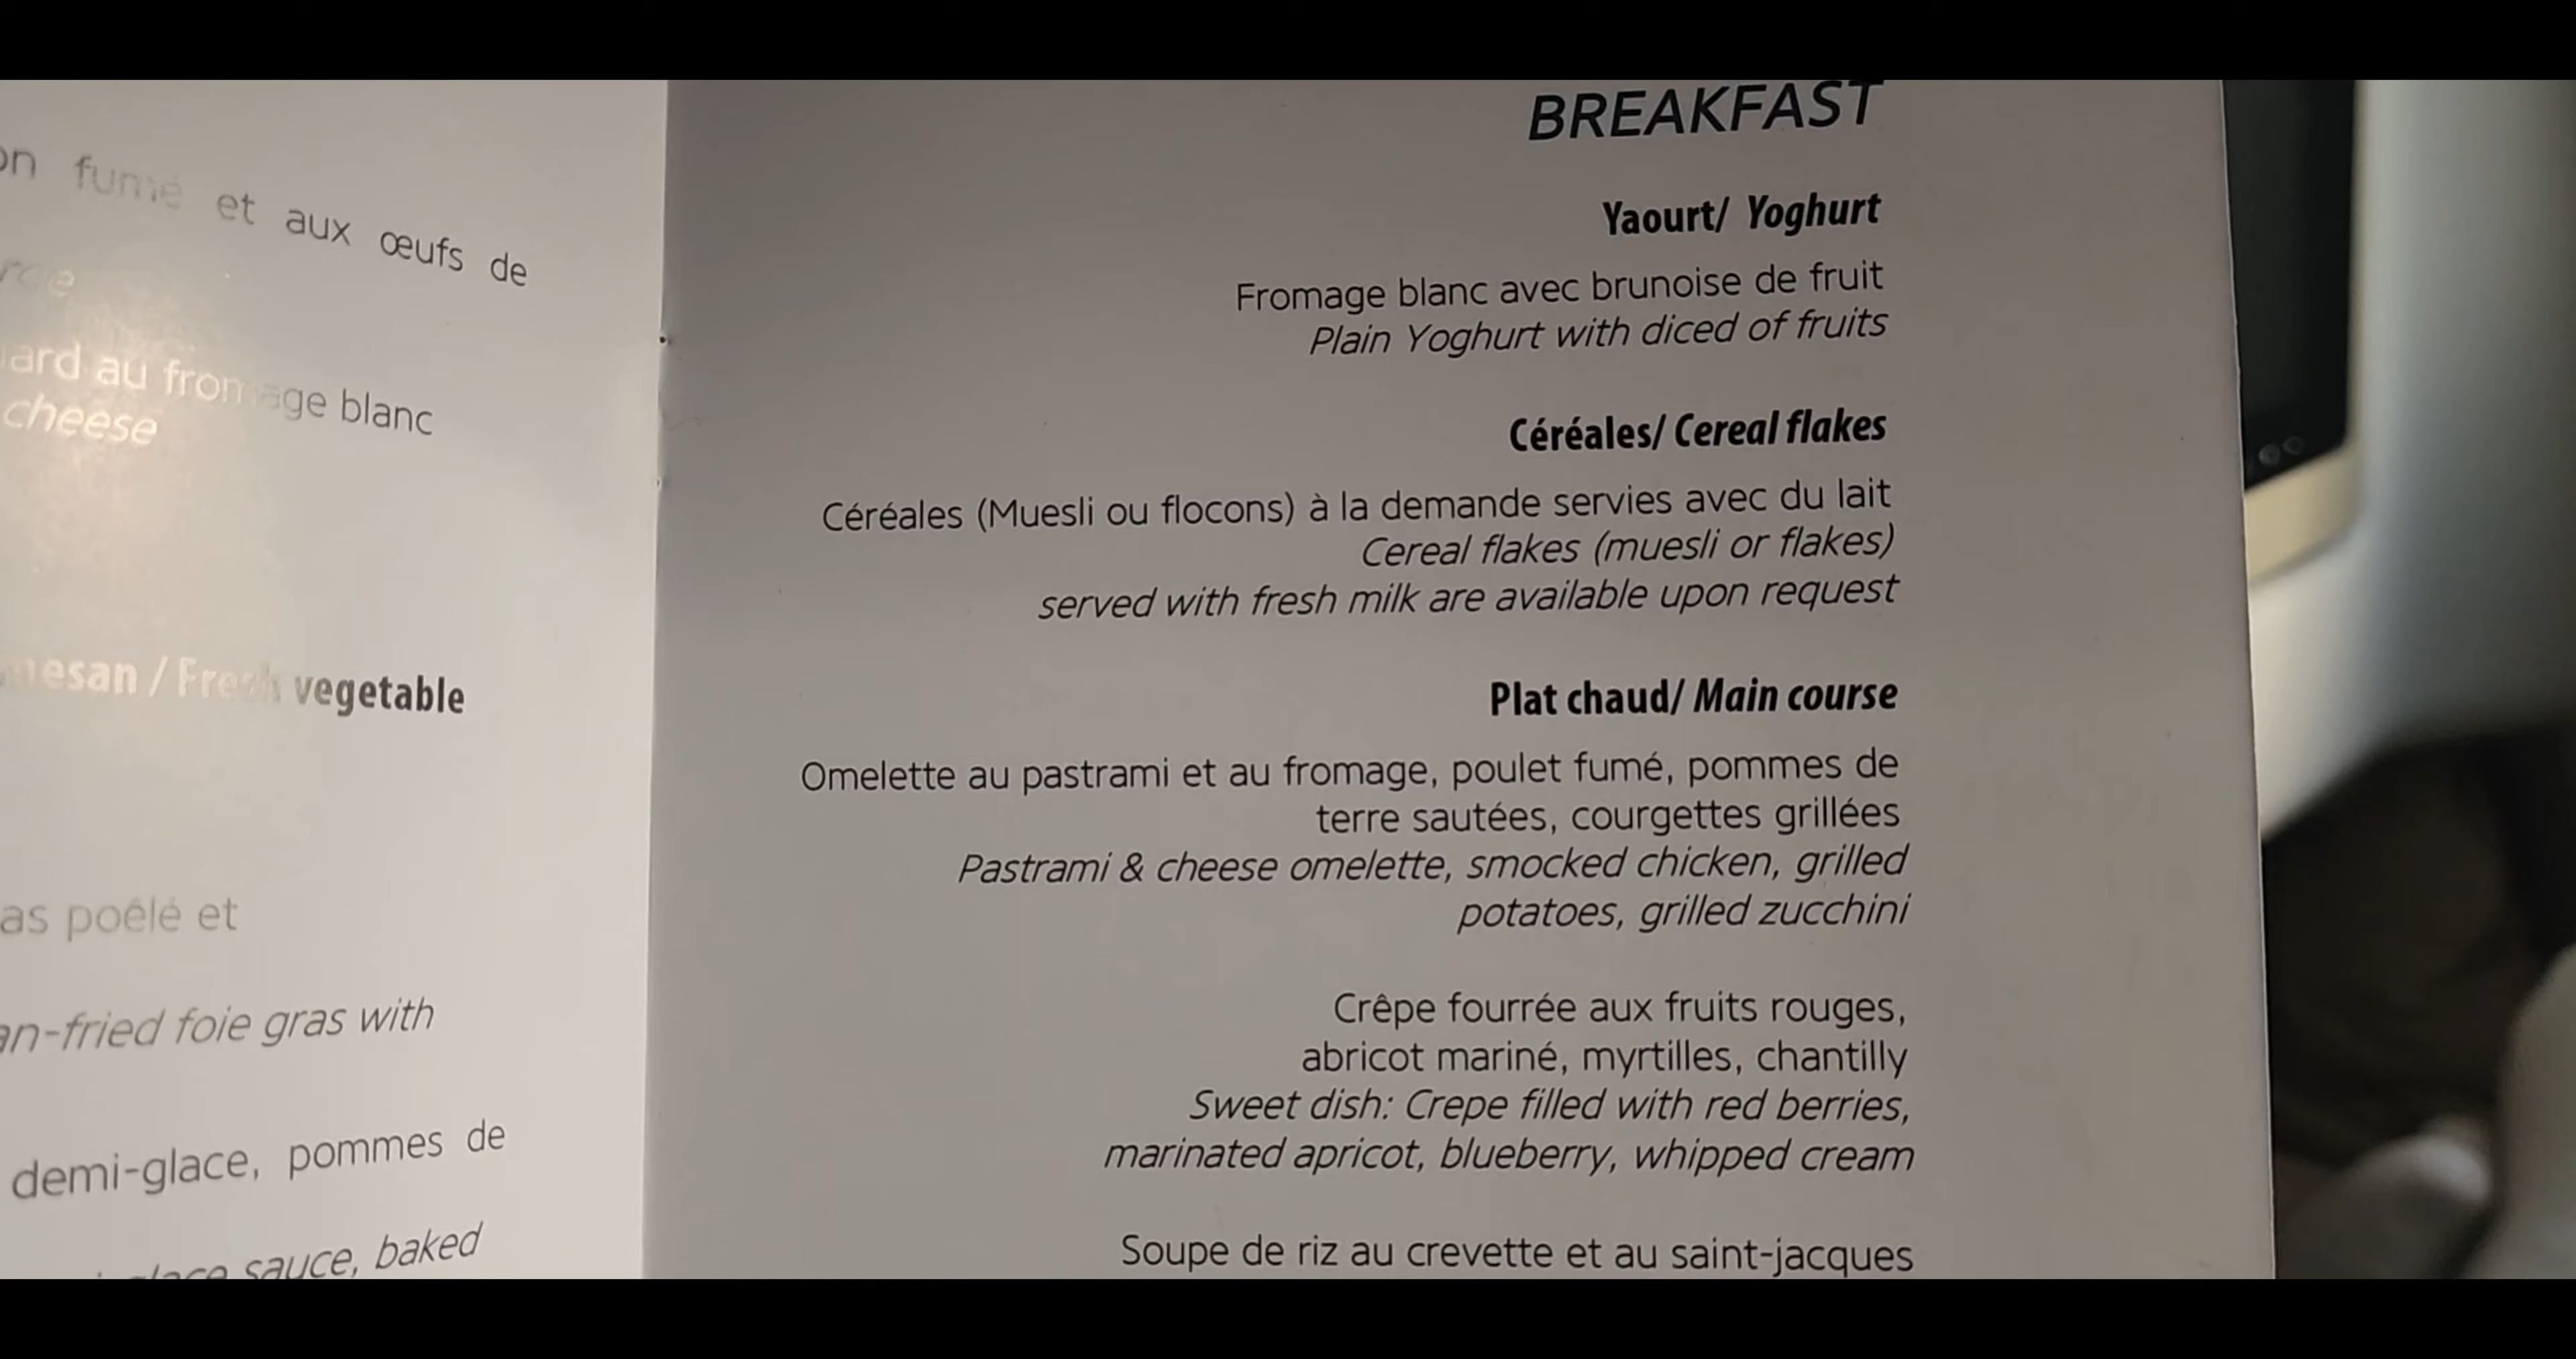 fumé et aux œufs de
au fromage blanc
cheese
/ Fresh vegetable
poêlé et
foie gras with
demi-glace, pommes de
sauce, baked
BREAKFAST
Yaourt/ Yoghurt
Fromage blanc avec brunoise de fruit
Plain Yoghurt with diced of fruits
Céréales/ Cereal flakes
Céréales (Muesli ou flocons) à la demande servies avec du lait
Cereal flakes (muesli or flakes)
served with fresh milk are available upon request
Plat chaud/ Main course
Omelette au pastrami et au fromage, poulet fumé, pommes de
terre sautées, courgettes grillées
Pastrami & cheese omelette, smocked chicken, grilled
potatoes, grilled zucchini
Crêpe fourrée aux fruits rouges,
abricot mariné, myrtilles, chantilly
Sweet dish: Crepe filled with red berries,
marinated apricot, blueberry, whipped cream
Soupe de riz au crevette et au saint-jacques